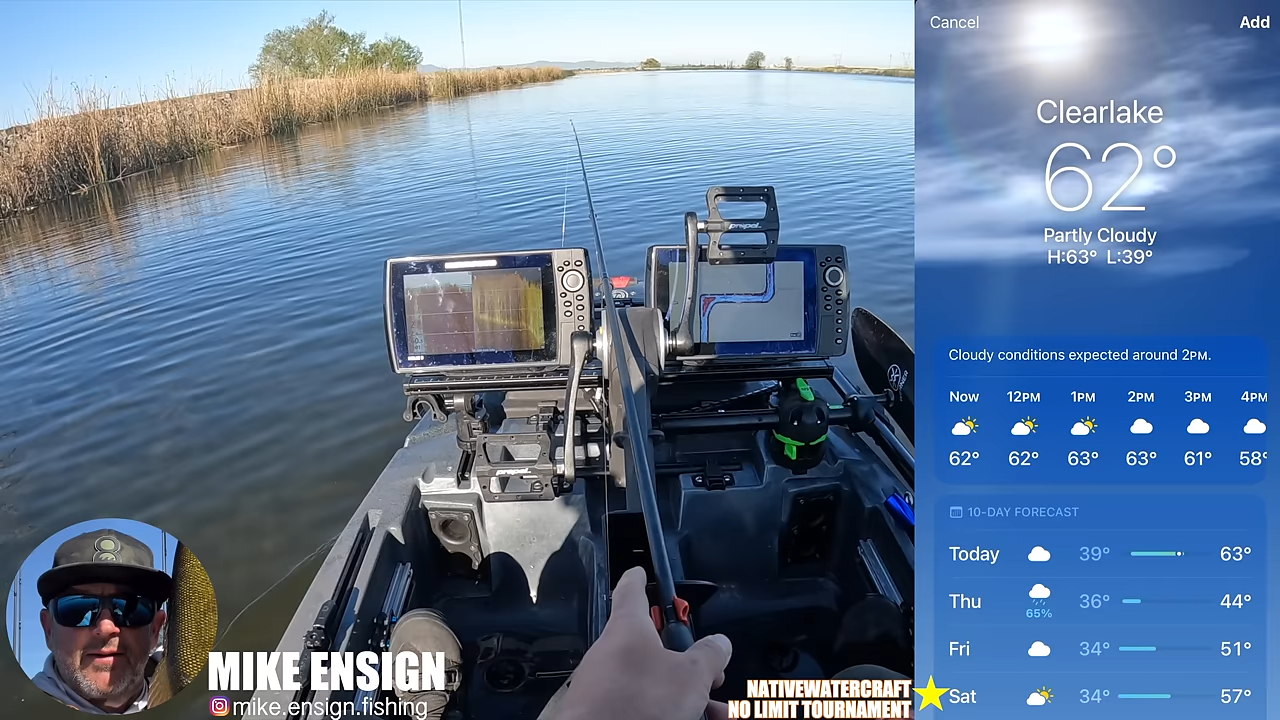 Cancel
Add
Clearlake
62°
Partly Cloudy
H:63° L:39°
Cloudy conditions expected around 2PM.
Now 12PM 1PM 2PM 3PM 4PM
62° 62° 63° 63° 61° 58°
10-DAY FORECAST
Today 39° 63°
Thu 65% 36° 44°
Fri 34° 51°
Sat 34° 57°
MIKE ENSIGN
mike.ensign.fishing
NATIVEWATERCRAFT
NO LIMIT TOURNAMENT